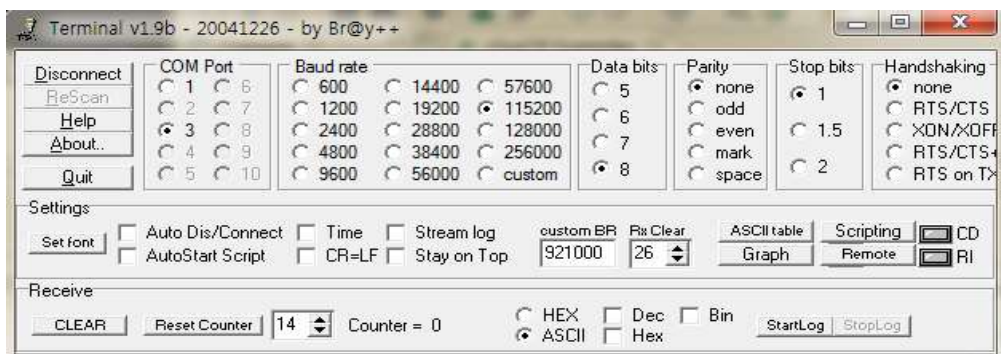 Terminal v1.9b - 20041226 - by Br@y++
Disconnect
ReScan
Help
About..
Quit
COM Port
1 6
2 7
3 8
4 9
5 10
Baud rate
600 14400 57600
1200 19200 115200
2400 28800 128000
4800 38400 256000
9600 56000 custom
Data bits
5
6
7
8
Parity
none
odd
even
mark
space
Stop bits
1
1.5
2
Handshaking
none
RTS/CTS
XON/XOFF
RTS/CTS+
RTS on TX
Settings
Set font
Auto Dis/Connect Time Stream log
AutoStart Script CR=LF Stay on Top
custom BR Rx Clear
921000 26
ASCII table Scripting CD
Graph Remote RI
Receive
CLEAR Reset Counter 14 Counter = 0
HEX Dec Bin
ASCII Hex
StartLog StopLog